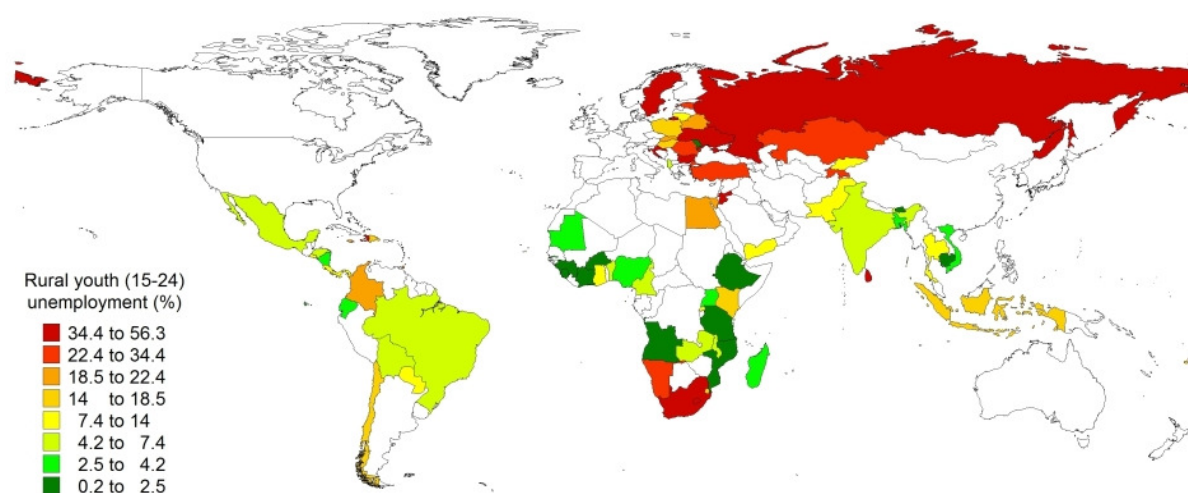 Rural youth (15-24)
unemployment (%)
34.4 to 56.3
22.4 to 34.4
18.5 to 22.4
14 to 18.5
7.4 to 14
4.2 to 7.4
2.5 to 4.2
0.2 to 2.5